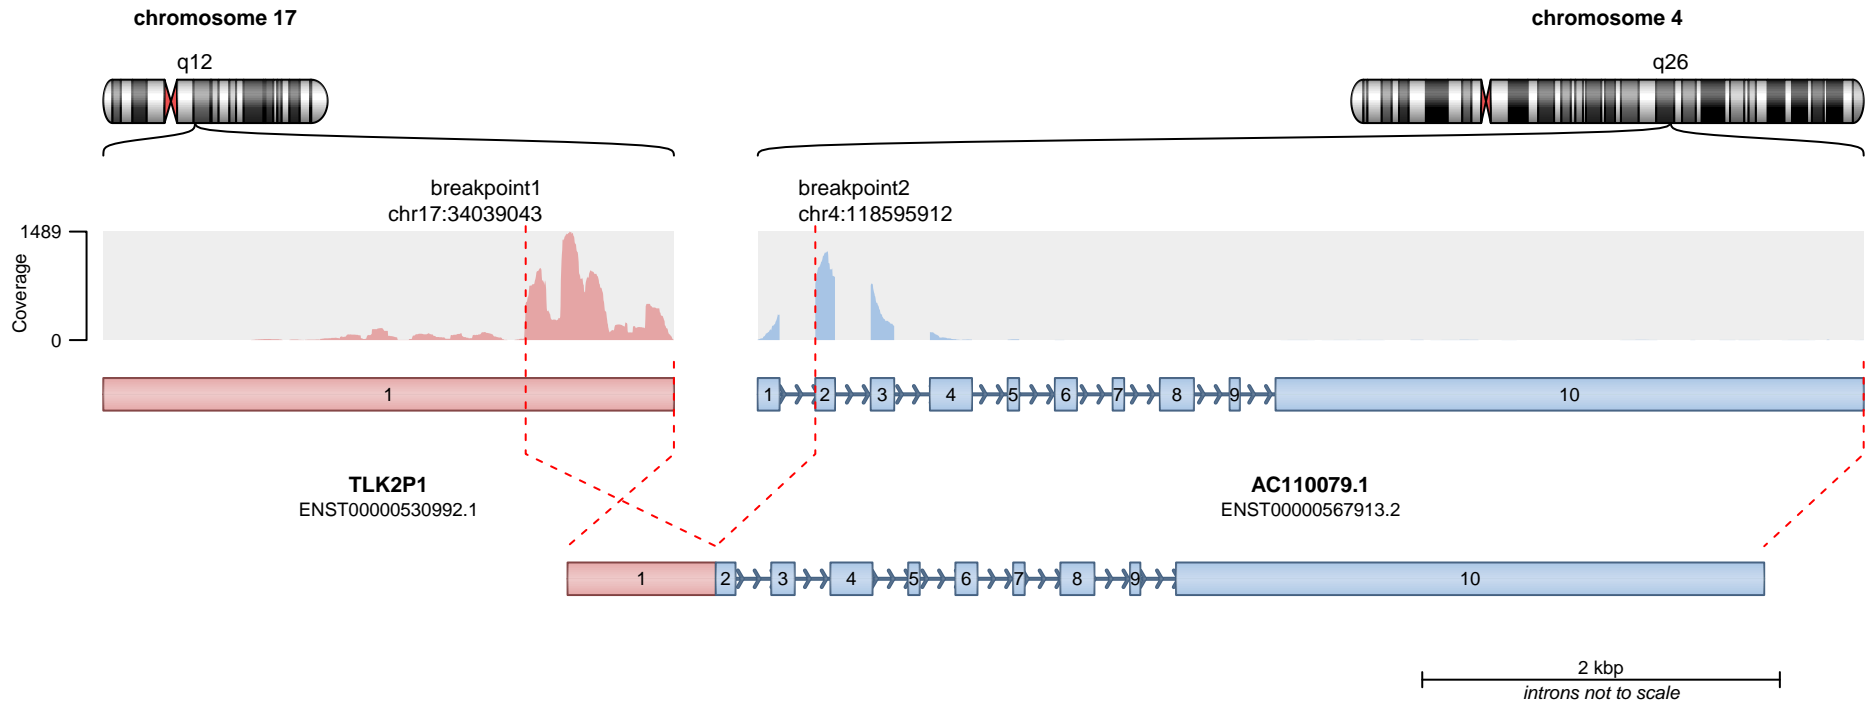 chromosome 17
chromosome 4
q12
q26
breakpoint1
chr17:34039043
breakpoint2
chr4:118595912
1489
Coverage
0
1
1 2 3 4 5 6 7 8 9 10
TLK2P1
ENST00000530992.1
AC110079.1
ENST00000567913.2
1 2 3 4 5 6 7 8 9 10
2 kbp
introns not to scale